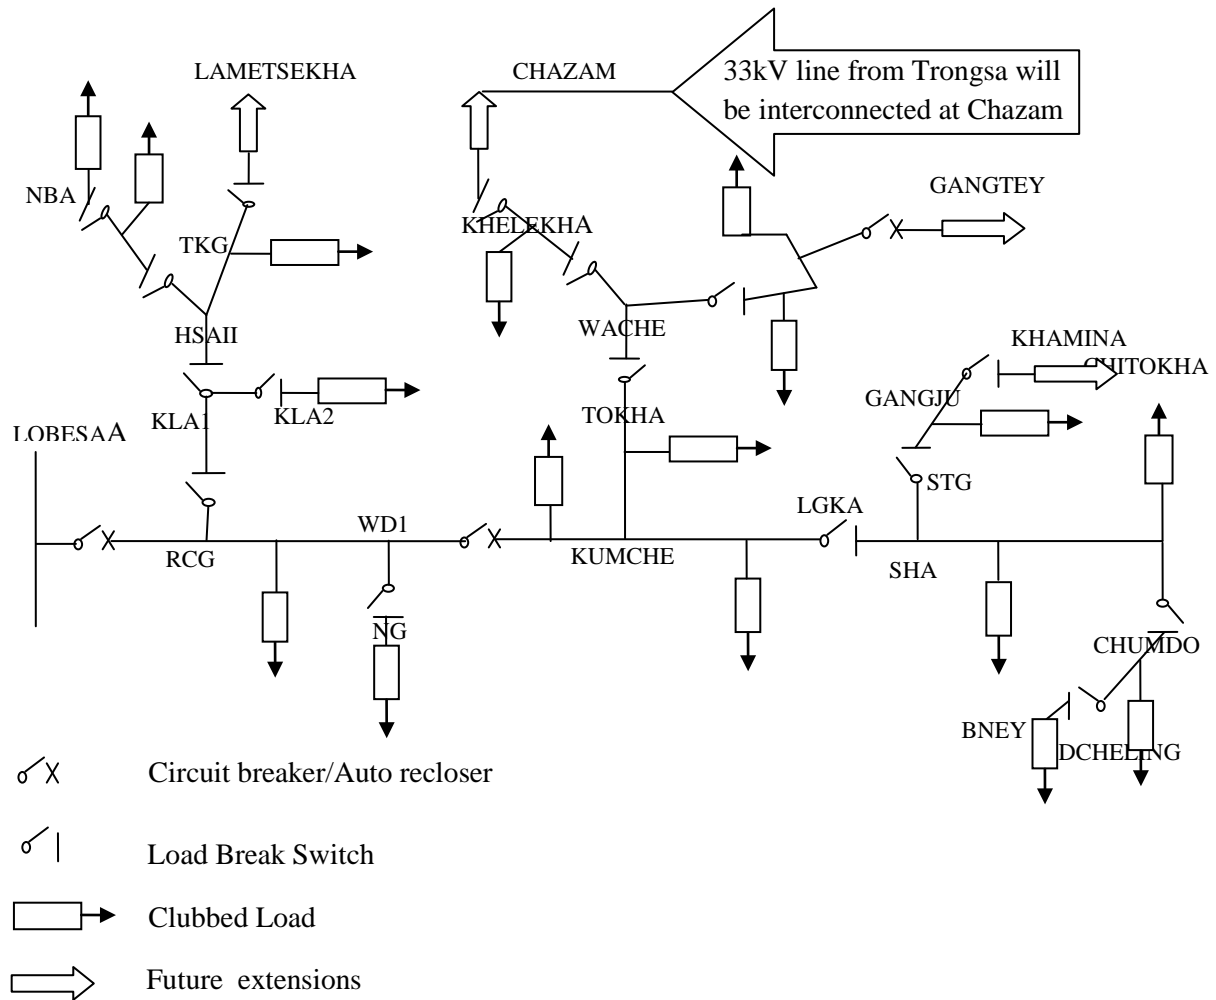 LAMETSEKHA
CHAZAM
33kV line from Trongsa will
be interconnected at Chazam
NBA
GANGTEY
TKG
KHELEKHA
HSAII
WACHE
KHAMINA
CHITOKHA
GANGJU
KLA1
KLA2
TOKHA
LOBESAA
STG
LGKA
WD1
RCG
KUMCHE
SHA
NG
CHUMDO
BNEY
DCHELING
Circuit breaker/Auto recloser
Load Break Switch
Clubbed Load
Future extensions